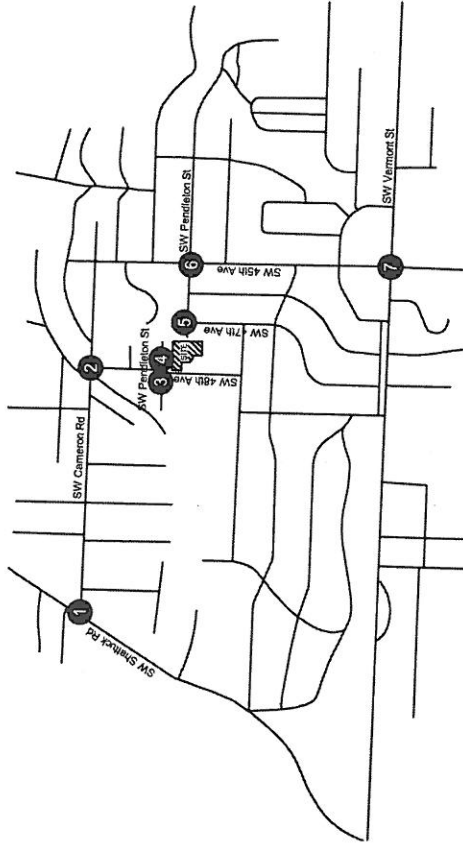 1
SW Shattuck Rd
SW Cameron Rd
2
SW Pendleton St
3
4
SITE
SW 48th Ave
5
SW 47th Ave
SW Pendleton St
6
SW 45th Ave
7
SW Vermont St